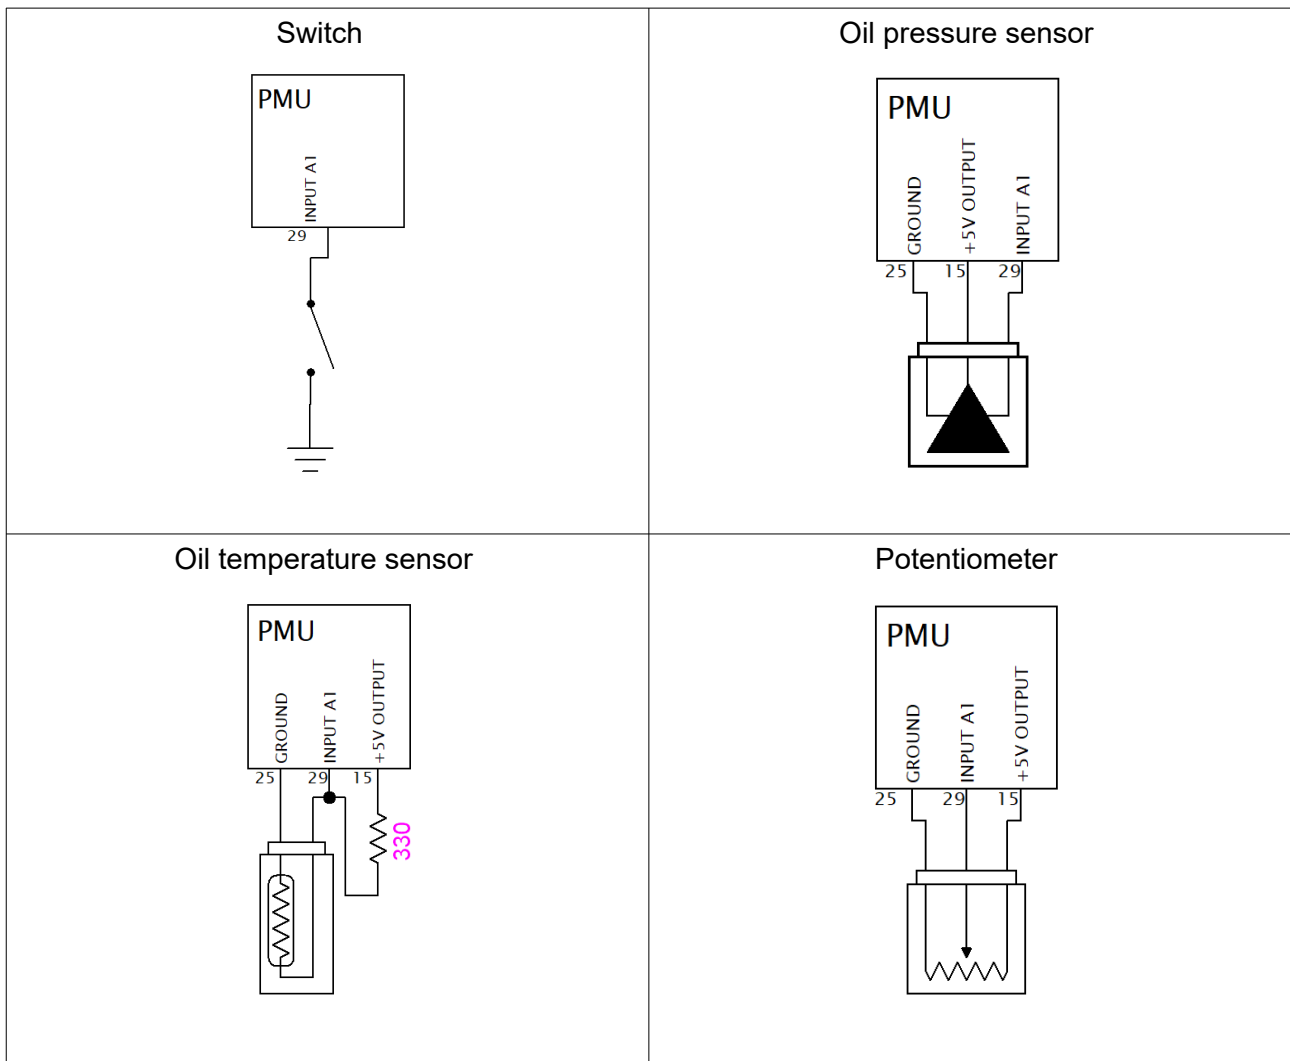 Switch
PMU
INPUT A1
29
Oil pressure sensor
PMU
GROUND
+5V OUTPUT
INPUT A1
25
15
29
Oil temperature sensor
PMU
GROUND
INPUT A1
+5V OUTPUT
25
29
15
330
Potentiometer
PMU
GROUND
INPUT A1
+5V OUTPUT
25
29
15